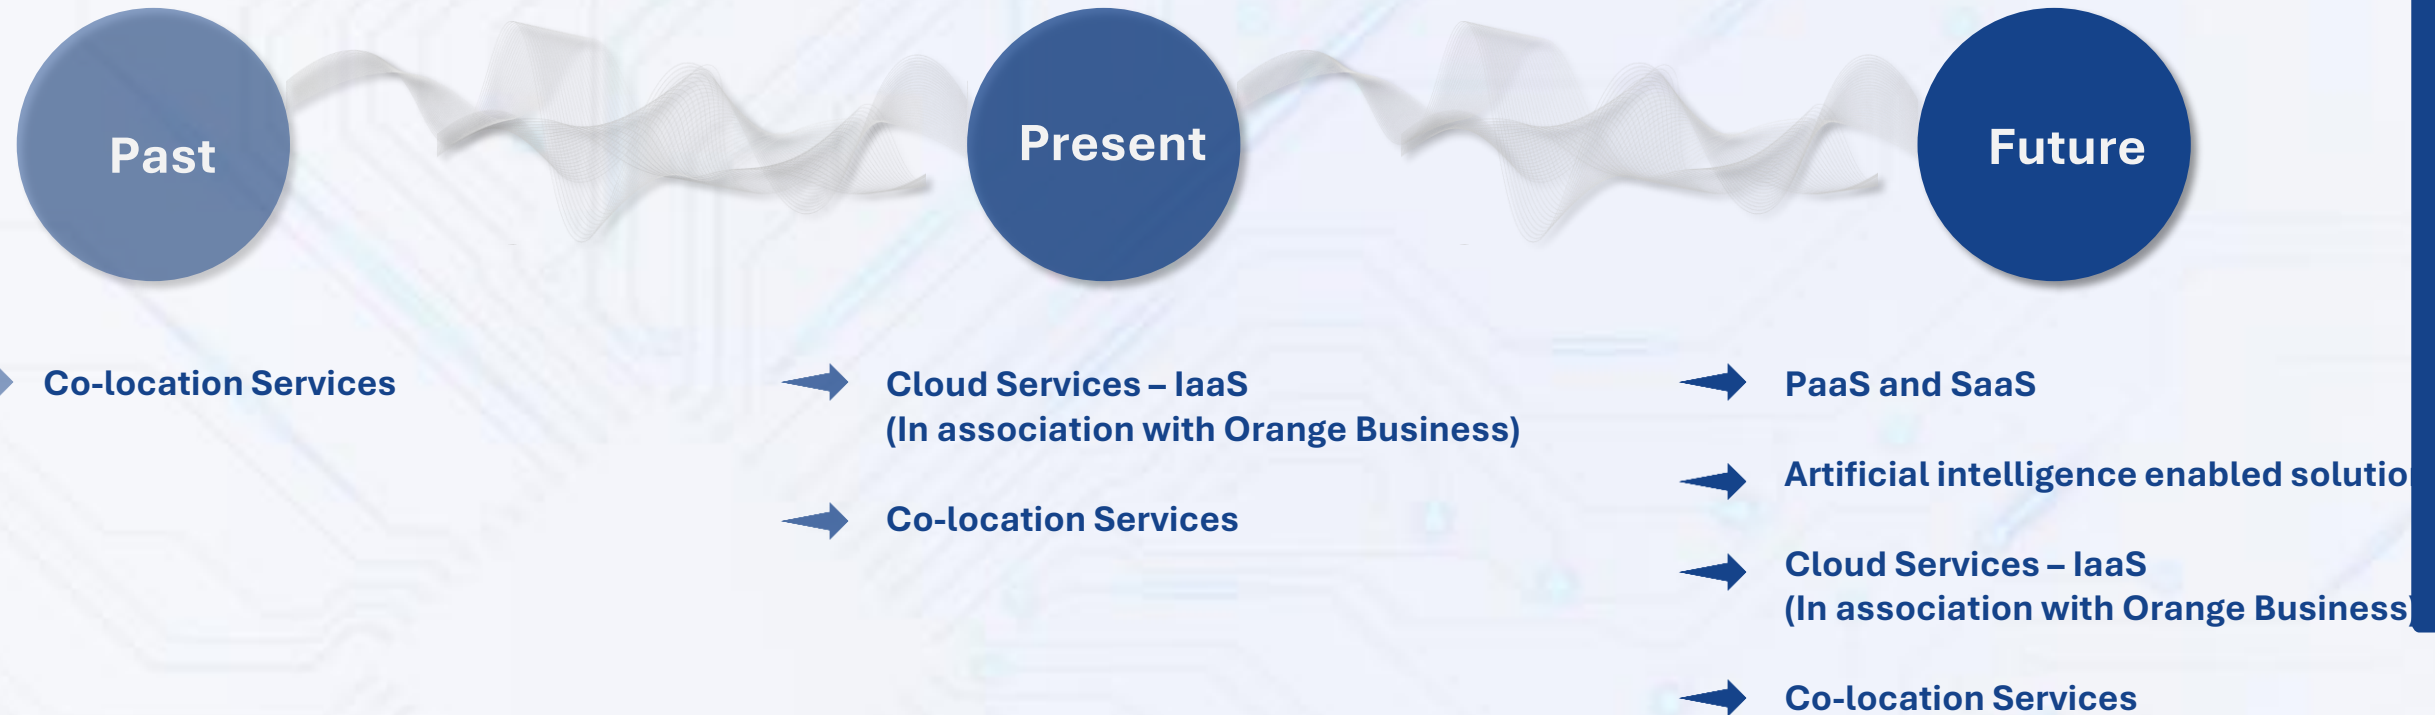 Past
Present
Future
Co-location Services
Cloud Services – IaaS
(In association with Orange Business)
Co-location Services
PaaS and SaaS
Artificial intelligence enabled
Cloud Services – IaaS
(In association with Orange Business)
Co-location Services